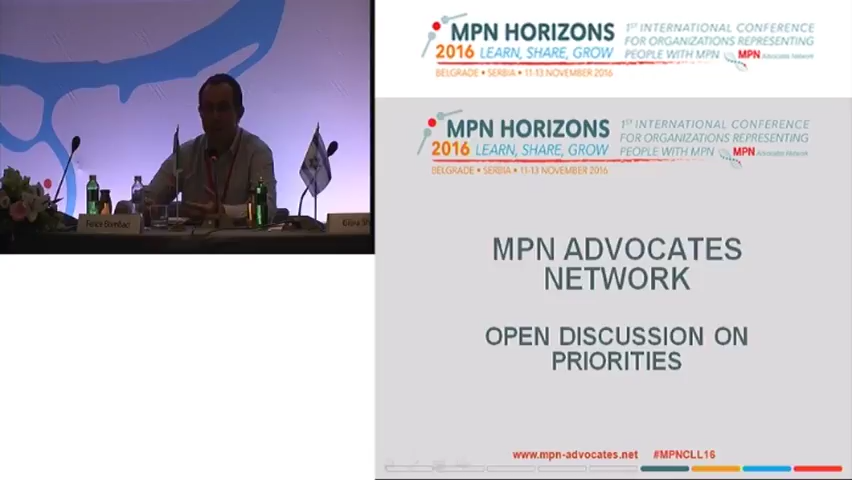 MPN HORIZONS
2016 LEARN, SHARE, GROW
BELGRADE • SERBIA • 11-13 NOVEMBER 2016
1ST INTERNATIONAL CONFERENCE
FOR ORGANIZATIONS REPRESENTING
PEOPLE WITH MPN MPN Advocates Network
MPN HORIZONS
2016 LEARN, SHARE, GROW
BELGRADE • SERBIA • 11-13 NOVEMBER 2016
1ST INTERNATIONAL CONFERENCE
FOR ORGANIZATIONS REPRESENTING
PEOPLE WITH MPN MPN Advocates Network
MPN ADVOCATES
NETWORK
OPEN DISCUSSION ON
PRIORITIES
www.mpn-advocates.net #MPNCLL16